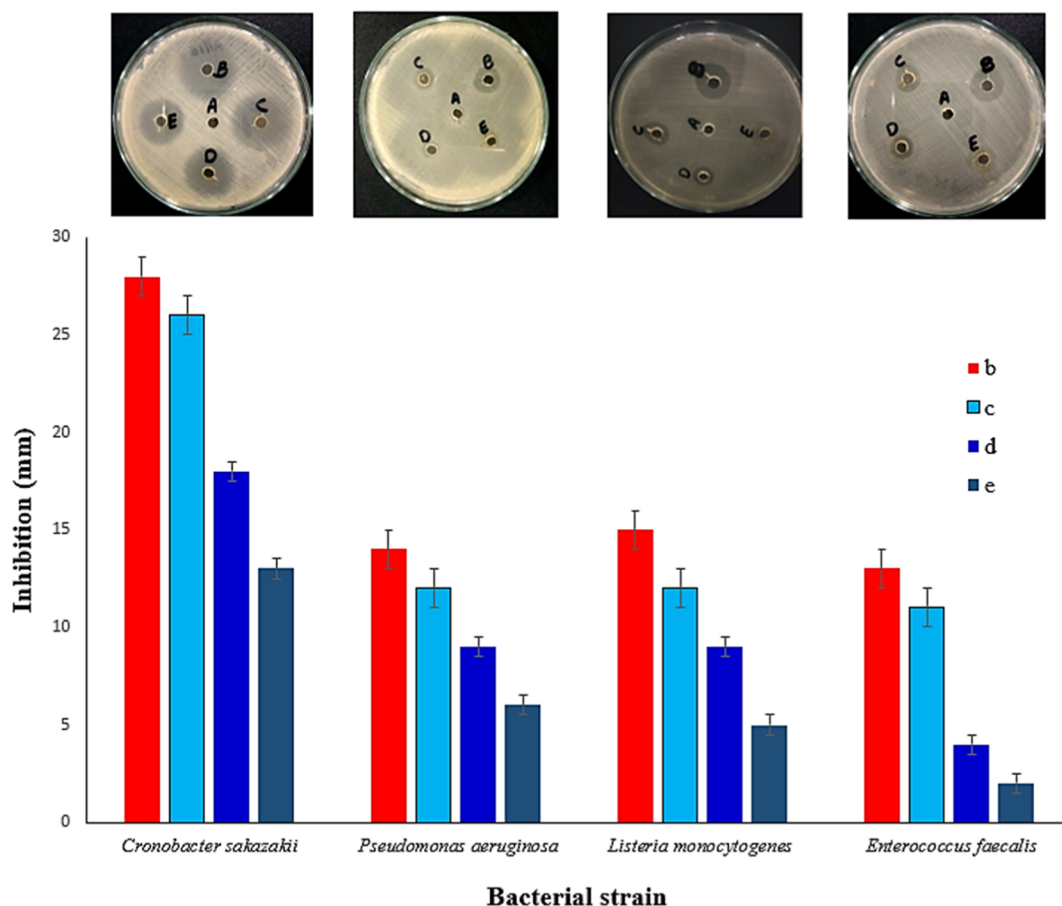 B
E
A
C
D
C
B
A
D
E
B
C
A
E
D
C
B
A
D
E
30
25
20
15
10
5
0
Inhibition (mm)
b
c
d
e
Cronobacter sakazakii
Pseudomonas aeruginosa
Listeria monocytogenes
Enterococcus faecalis
Bacterial strain